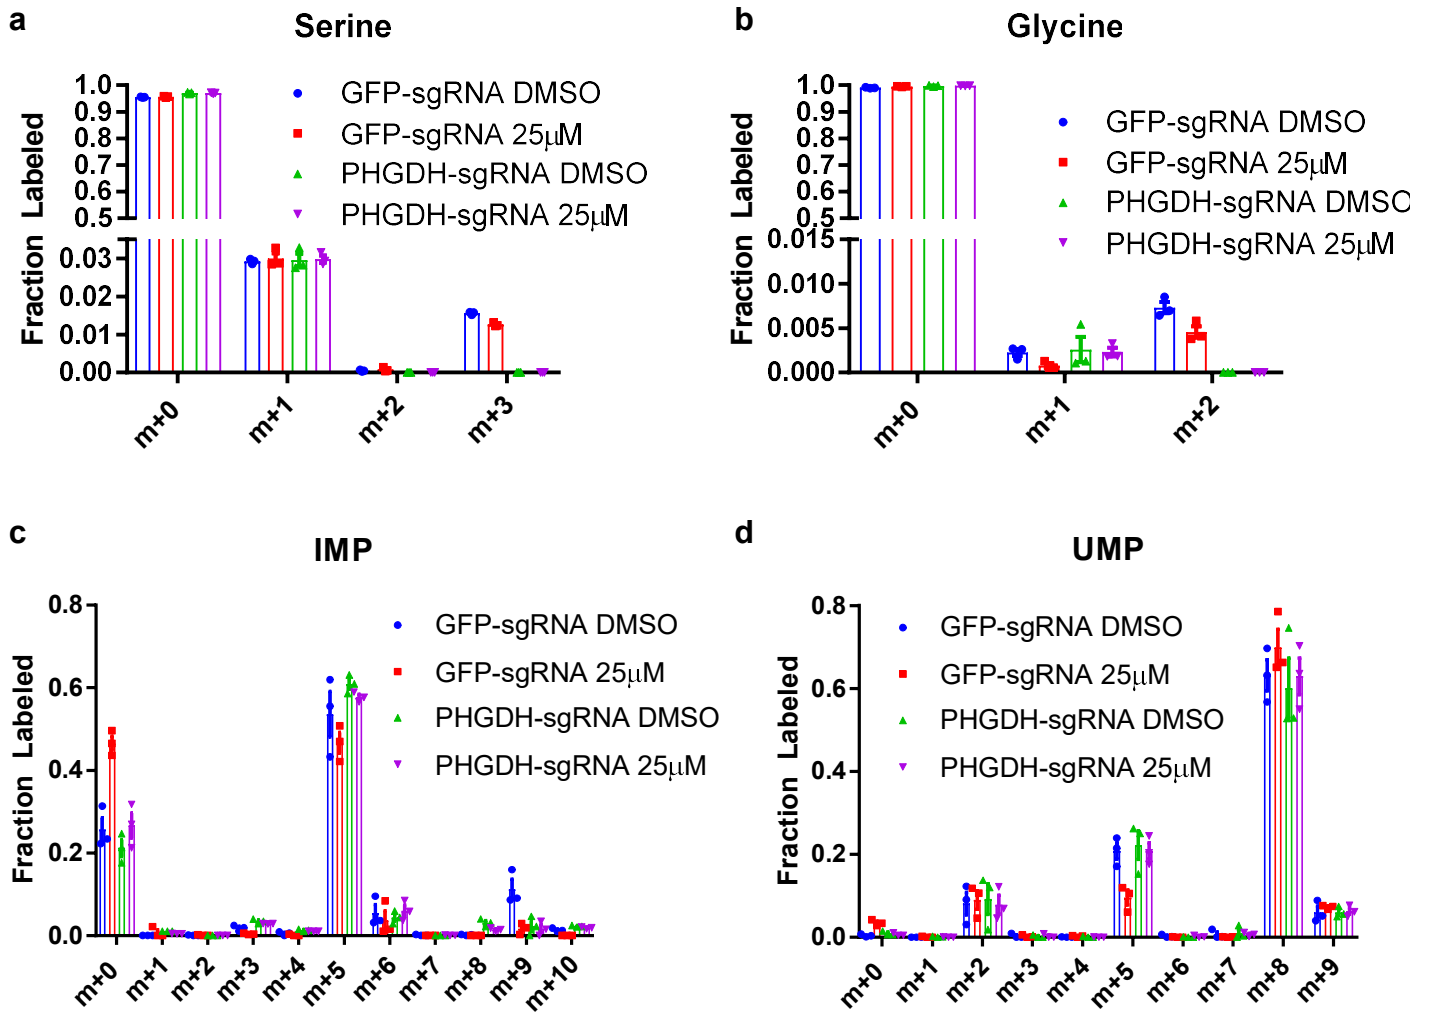 a
Serine
Fraction Labeled
1.0
0.9
0.8
0.7
0.6
0.5
0.03
0.02
0.01
0.00
GFP-sgRNA DMSO
GFP-sgRNA 25µM
PHGDH-sgRNA DMSO
PHGDH-sgRNA 25µM
m+0
m+1
m+2
m+3
b
Glycine
Fraction Labeled
1.0
0.9
0.8
0.7
0.6
0.5
0.015
0.010
0.005
0.000
GFP-sgRNA DMSO
GFP-sgRNA 25µM
PHGDH-sgRNA DMSO
PHGDH-sgRNA 25µM
m+0
m+1
m+2
c
IMP
Fraction Labeled
0.8
0.6
0.4
0.2
0.0
GFP-sgRNA DMSO
GFP-sgRNA 25µM
PHGDH-sgRNA DMSO
PHGDH-sgRNA 25µM
m+0
m+1
m+2
m+3
m+4
m+5
m+6
m+7
m+8
m+9
m+10
d
UMP
Fraction Labeled
0.8
0.6
0.4
0.2
0.0
GFP-sgRNA DMSO
GFP-sgRNA 25µM
PHGDH-sgRNA DMSO
PHGDH-sgRNA 25µM
m+0
m+1
m+2
m+3
m+4
m+5
m+6
m+7
m+8
m+9